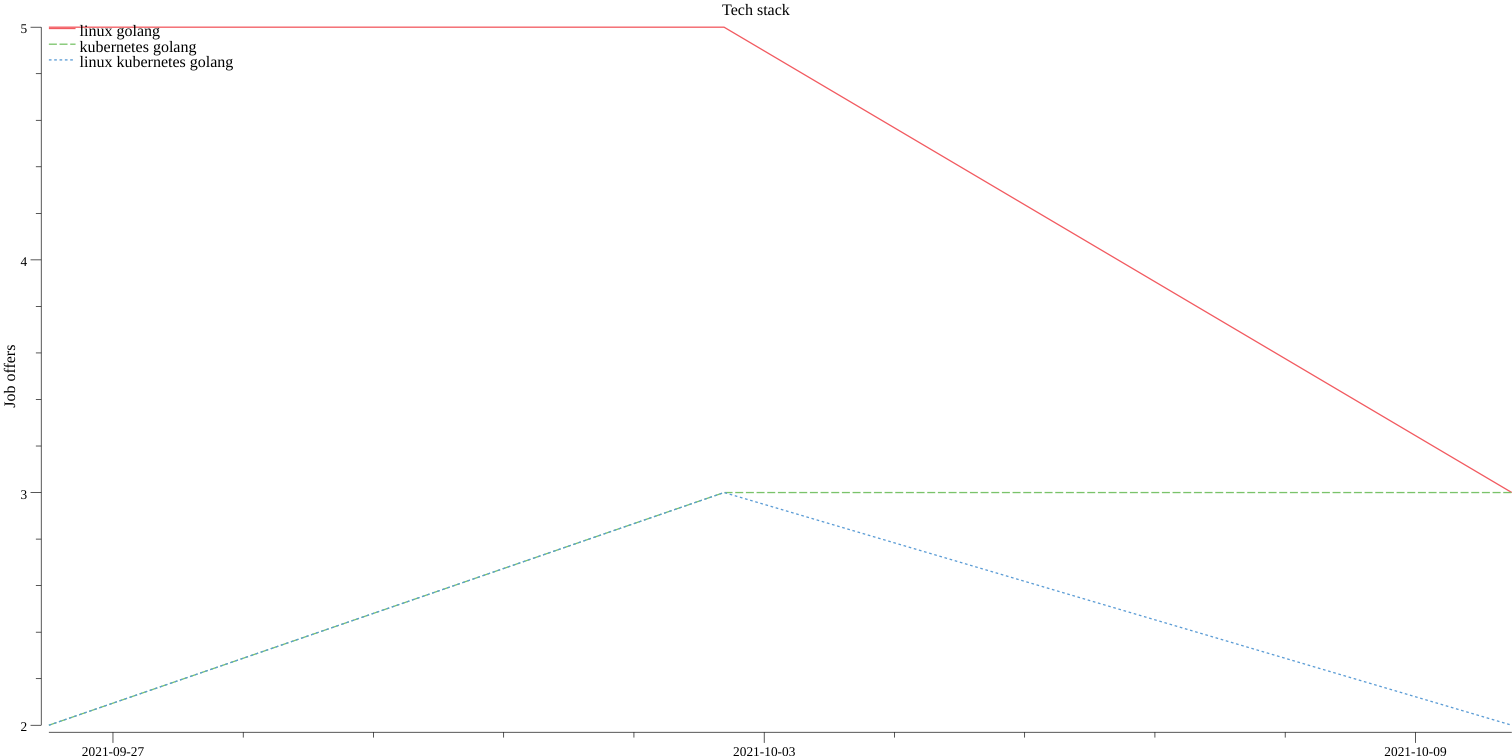 Tech stack
5
linux golang
kubernetes golang
linux kubernetes golang
4
Job offers
3
2
2021-09-27
2021-10-03
2021-10-09